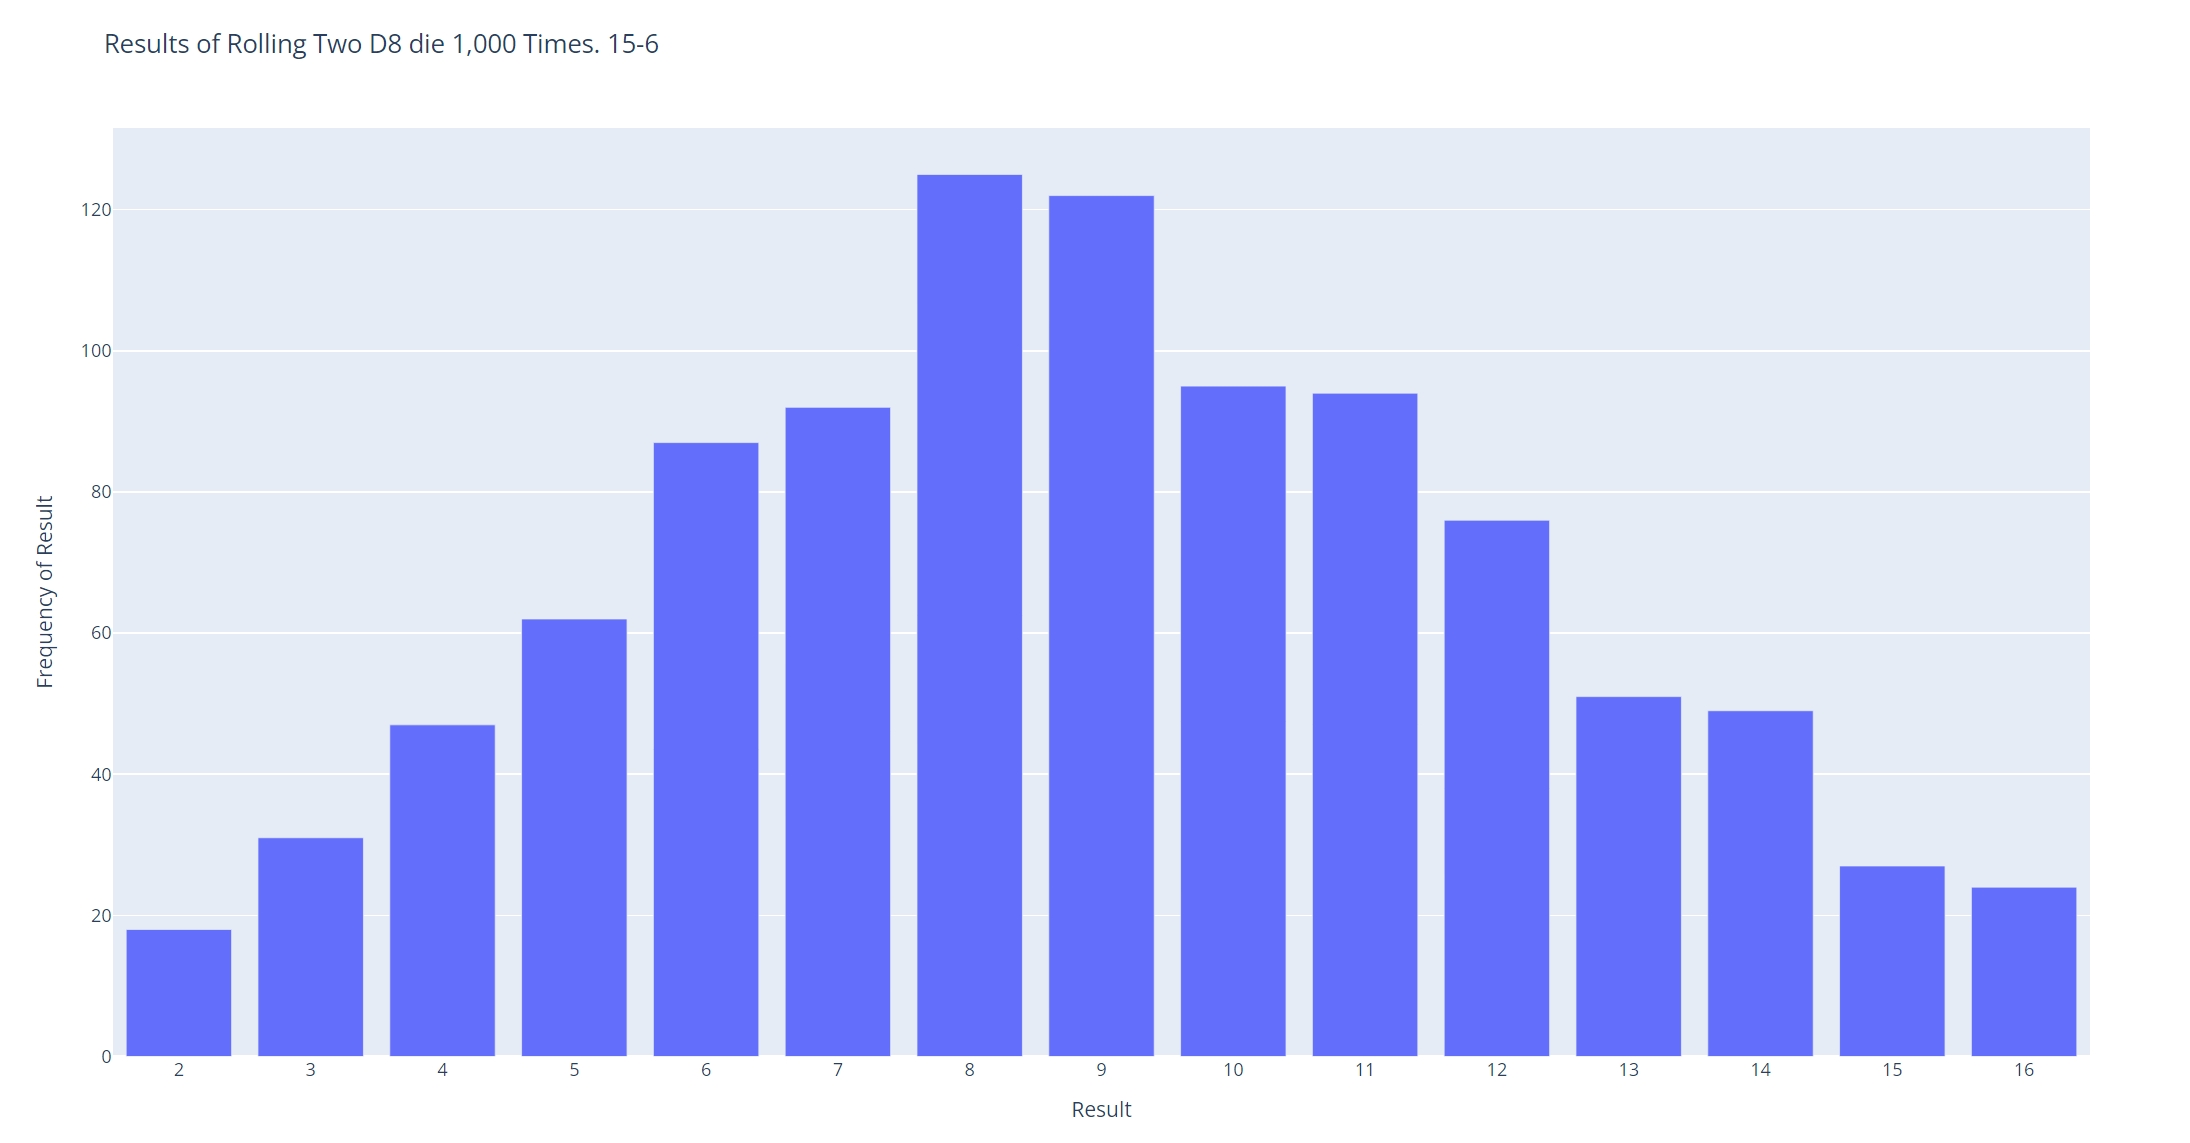 Results of Rolling Two D8 die 1,000 Times. 15-6
120
100
80
60
40
20
0
Frequency of Result
2 3 4 5 6 7 8 9 10 11 12 13 14 15 16
Result